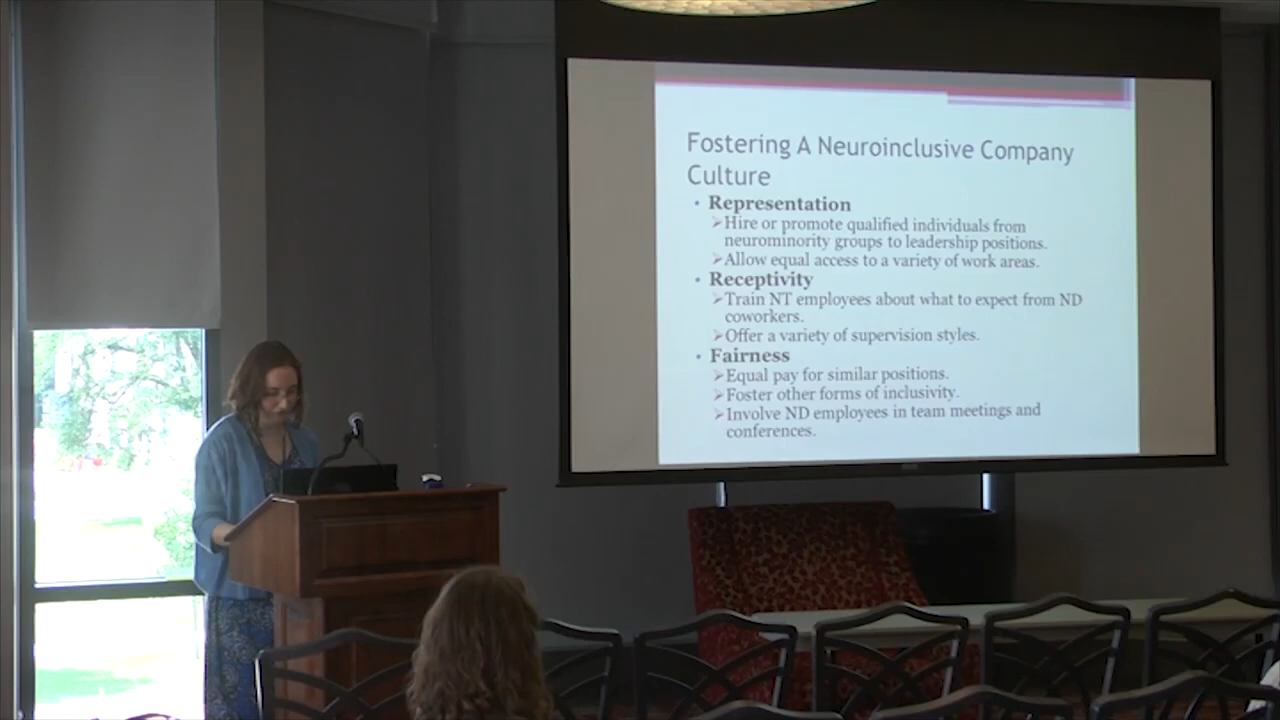 Fostering A Neuroinclusive Company
Culture
• Representation
➢Hire or promote qualified individuals from
neurominority groups to leadership positions.
➢Allow equal access to a variety of work areas.
• Receptivity
➢Train NT employees about what to expect from ND
coworkers.
➢Offer a variety of supervision styles.
• Fairness
➢Equal pay for similar positions.
➢Foster other forms of inclusivity.
➢Involve ND employees in team meetings and
conferences.